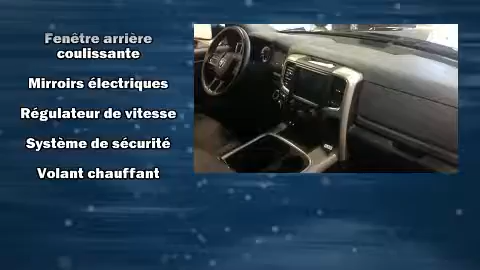 Fenêtre arrière
coulissante
Mirroirs électriques
Régulateur de vitesse
Système de sécurité
Volant chauffant